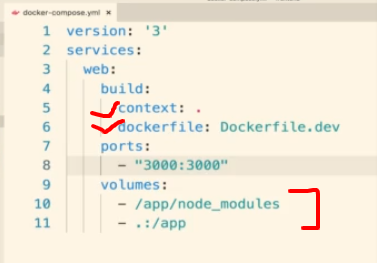 docker-compose.yml
1 version: '3'
2 services:
3 web:
4 build:
5 context: .
6 dockerfile: Dockerfile.dev
7 ports:
8 - "3000:3000"
9 volumes:
10 - /app/node_modules
11 - .:/app